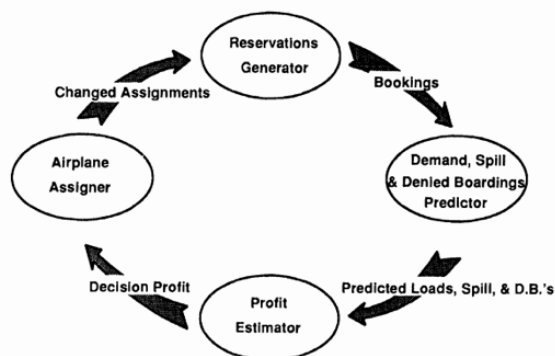 Reservations
Generator
Changed Assignments
Bookings
Airplane
Assigner
Demand, Spill
& Denied Boardings
Predictor
Decision Profit
Predicted Loads, Spill, & D.B.'s
Profit
Estimator